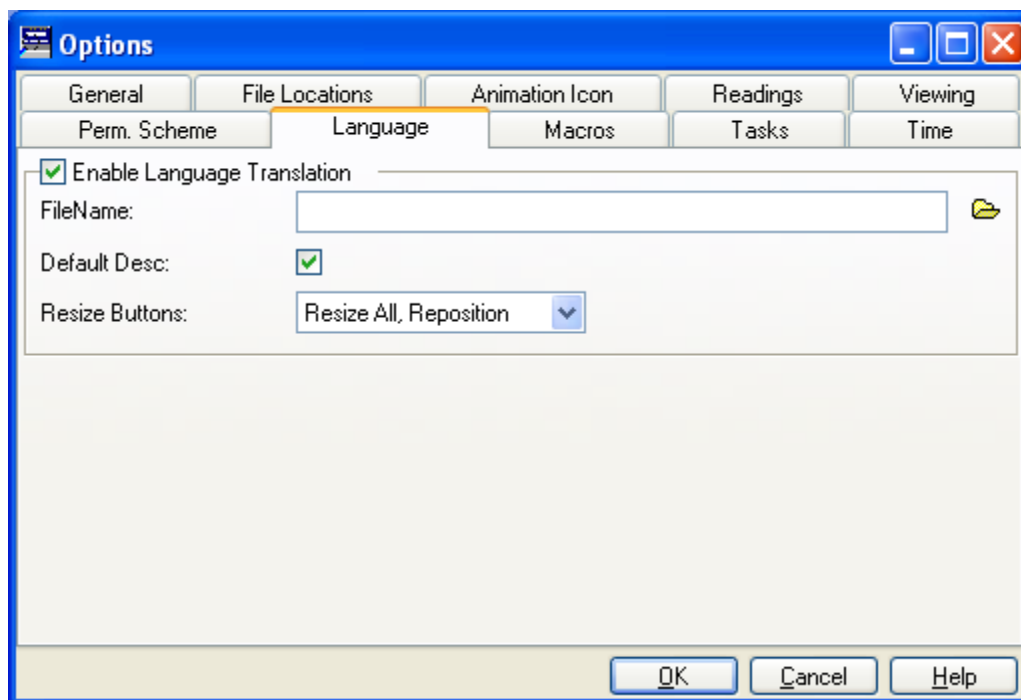 Options
General File Locations Animation Icon Readings Viewing
Perm. Scheme Language Macros Tasks Time
Enable Language Translation
FileName:
Default Desc:
Resize Buttons: Resize All, Reposition
OK Cancel Help